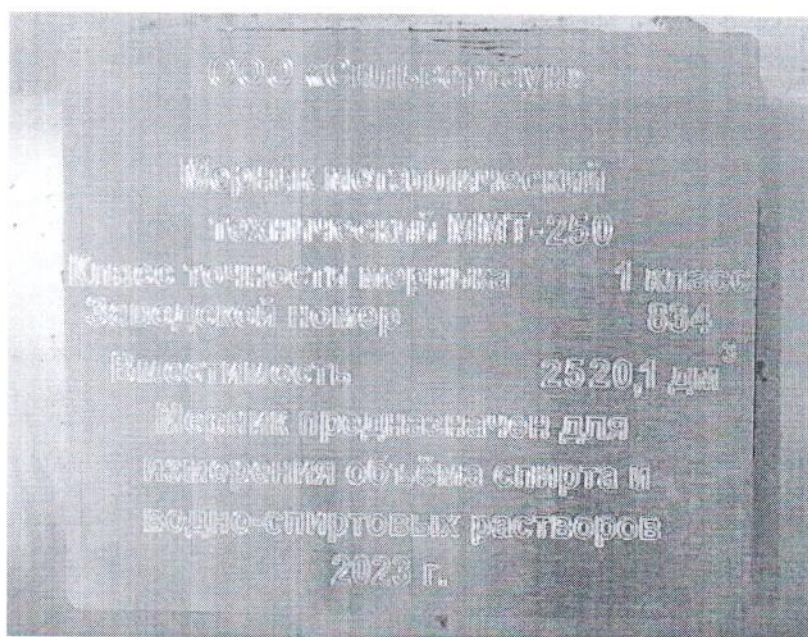 ООО «Сильвертаун»
Мерник металлический
технический ММТ-250
Класс точности мерника 1 класс
Заводской номер 834
Вместимость 2520,1 дм³
Мерник предназначен для
измерения объёма спирта и
водно-спиртовых растворов
2023 г.